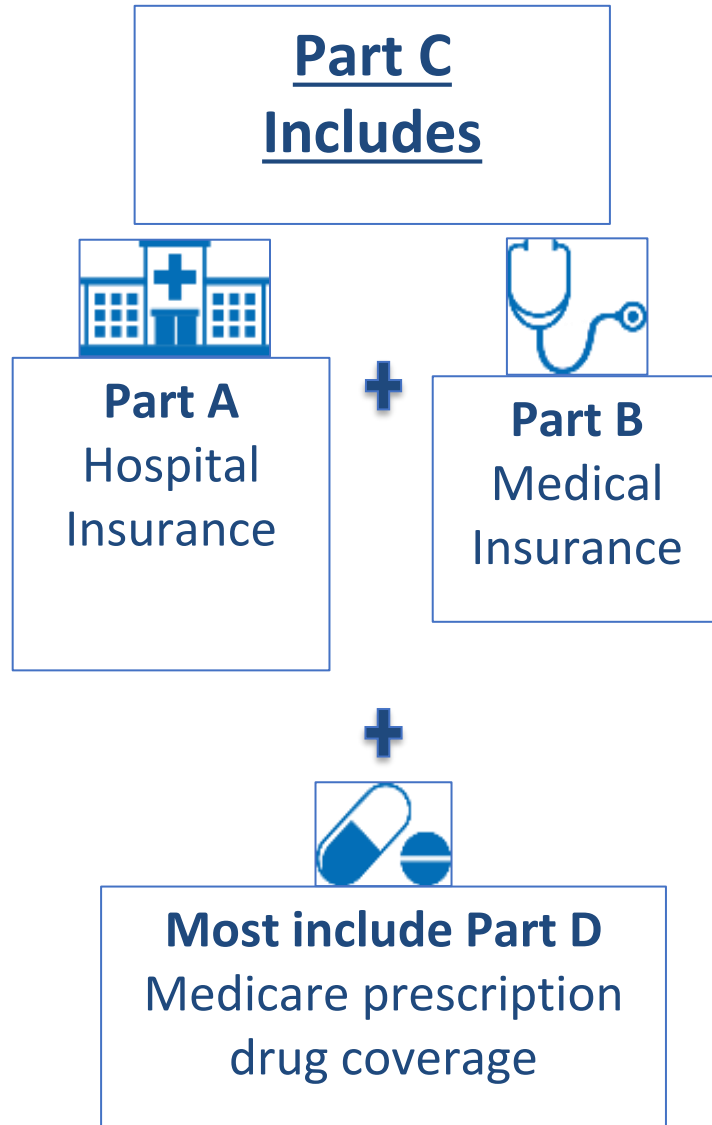 Part C
Includes
Part A
Hospital
Insurance
Part B
Medical
Insurance
Most include Part D
Medicare prescription
drug coverage